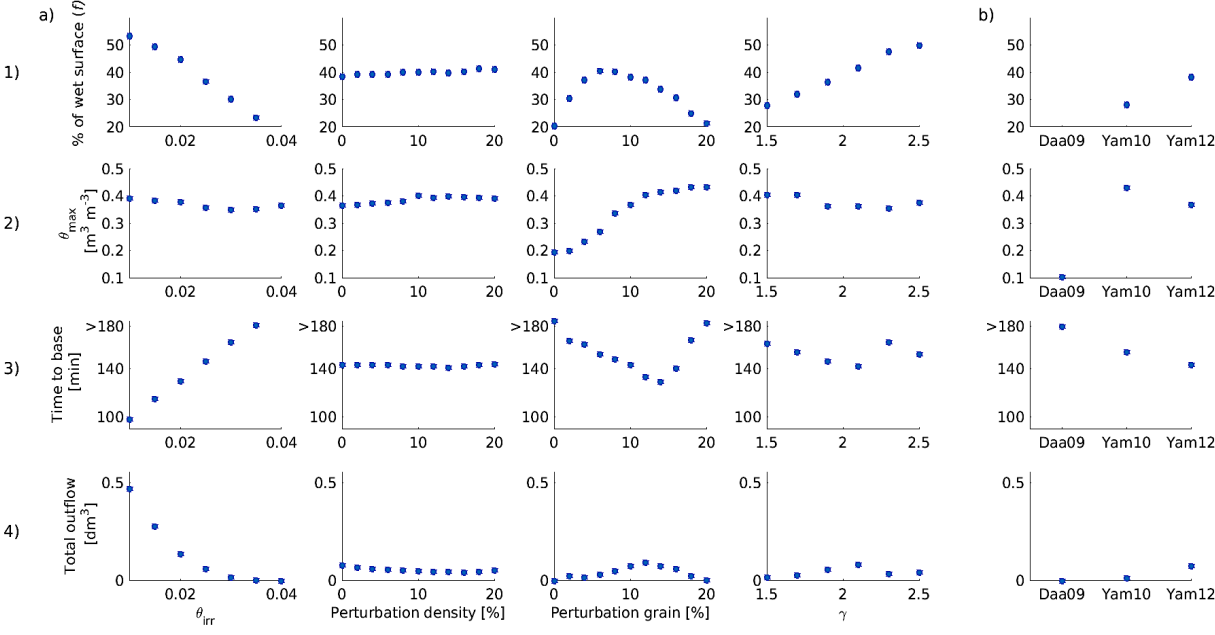 a) b)
1) % of wet surface (f)
50 50 50 50 50
40 40 40 40 40
30 30 30 30 30
20 20 20 20 20
0.02 0.04 0 10 20 0 10 20 1.5 2 2.5 Daa09 Yam10 Yam12
2) θmax
[m³ m⁻³]
0.5 0.5 0.5 0.5 0.5
0.4 0.4 0.4 0.4 0.4
0.3 0.3 0.3 0.3 0.3
0.2 0.2 0.2 0.2 0.2
0.1 0.1 0.1 0.1 0.1
0.02 0.04 0 10 20 0 10 20 1.5 2 2.5 Daa09 Yam10 Yam12
3) Time to base
[min]
>180 >180 >180 >180 >180
140 140 140 140 140
100 100 100 100 100
0.02 0.04 0 10 20 0 10 20 1.5 2 2.5 Daa09 Yam10 Yam12
4) Total outflow
[dm³]
0.5 0.5 0.5 0.5 0.5
0 0 0 0 0
0.02 0.04 0 10 20 0 10 20 1.5 2 2.5 Daa09 Yam10 Yam12
θirr Perturbation density [%] Perturbation grain [%] γ